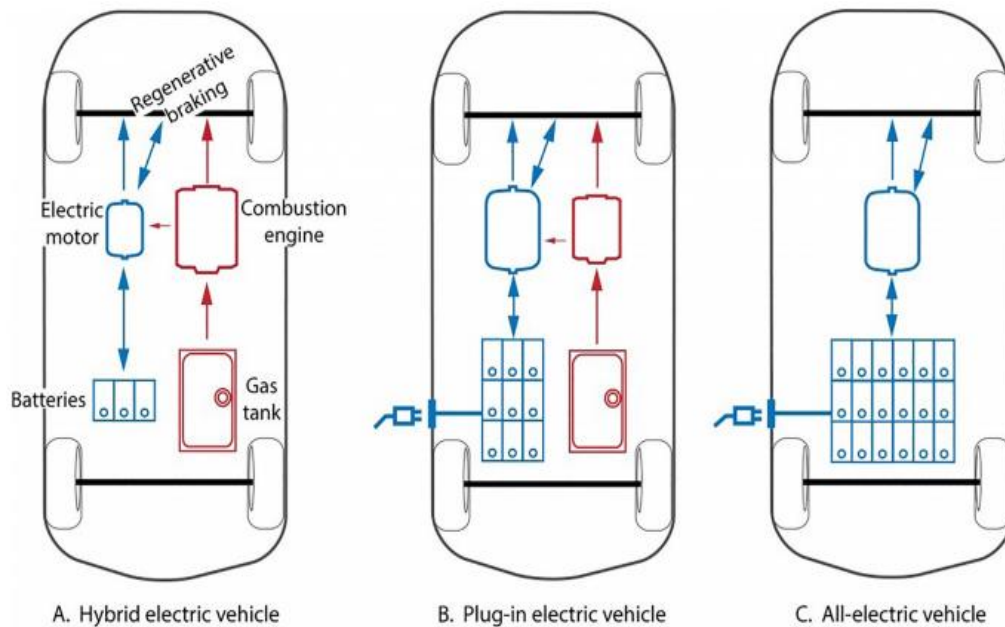 Regenerative
braking
Electric
motor
Combustion
engine
Batteries
Gas
tank
A. Hybrid electric vehicle
B. Plug-in electric vehicle
C. All-electric vehicle